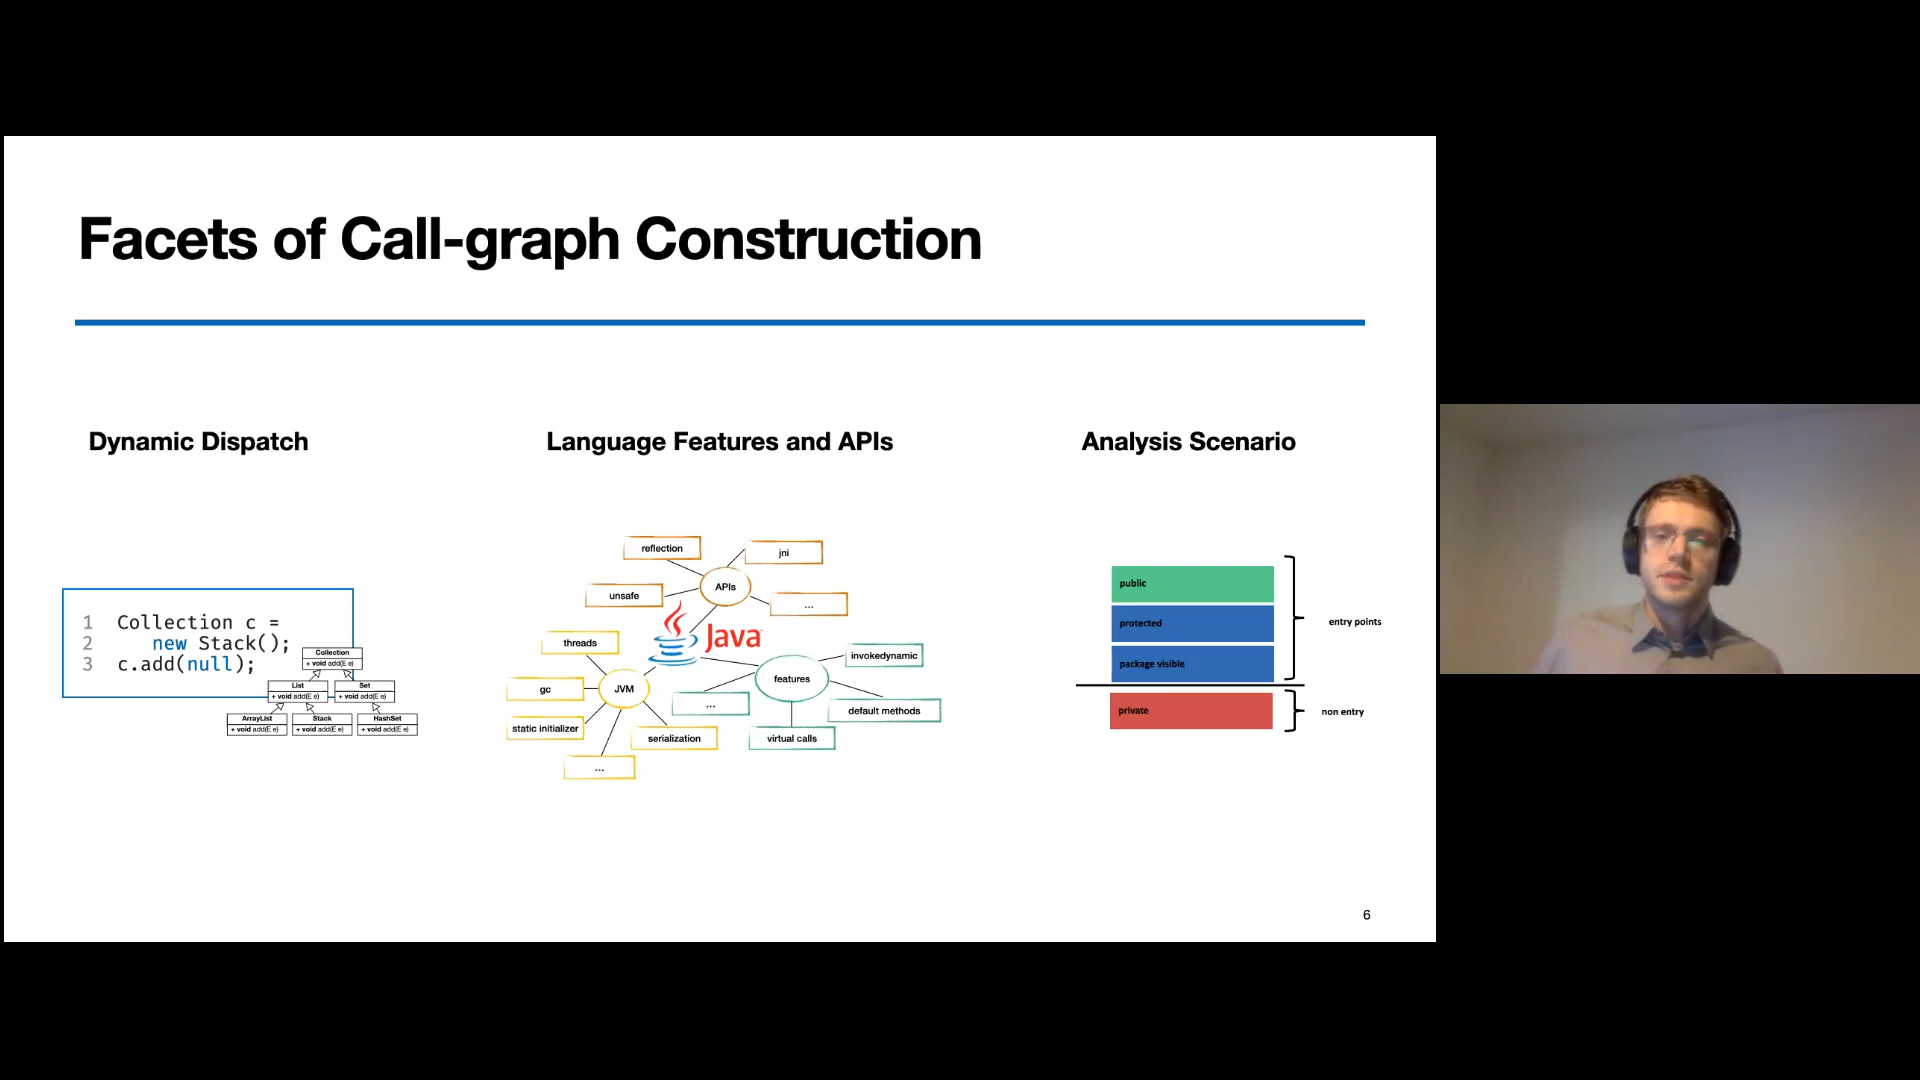 Facets of Call-graph Construction
Dynamic Dispatch
1 Collection c =
2 new Stack();
3 c.add(null);
Collection
+ void add(E e)
List
+ void add(E e)
Set
+ void add(E e)
ArrayList
+ void add(E e)
Stack
+ void add(E e)
HashSet
+ void add(E e)
Language Features and APIs
reflection
jni
APIs
unsafe
...
Java
threads
invokedynamic
features
gc
JVM
...
default methods
static initializer
serialization
virtual calls
...
Analysis Scenario
public
protected
entry points
package visible
private
non entry
6